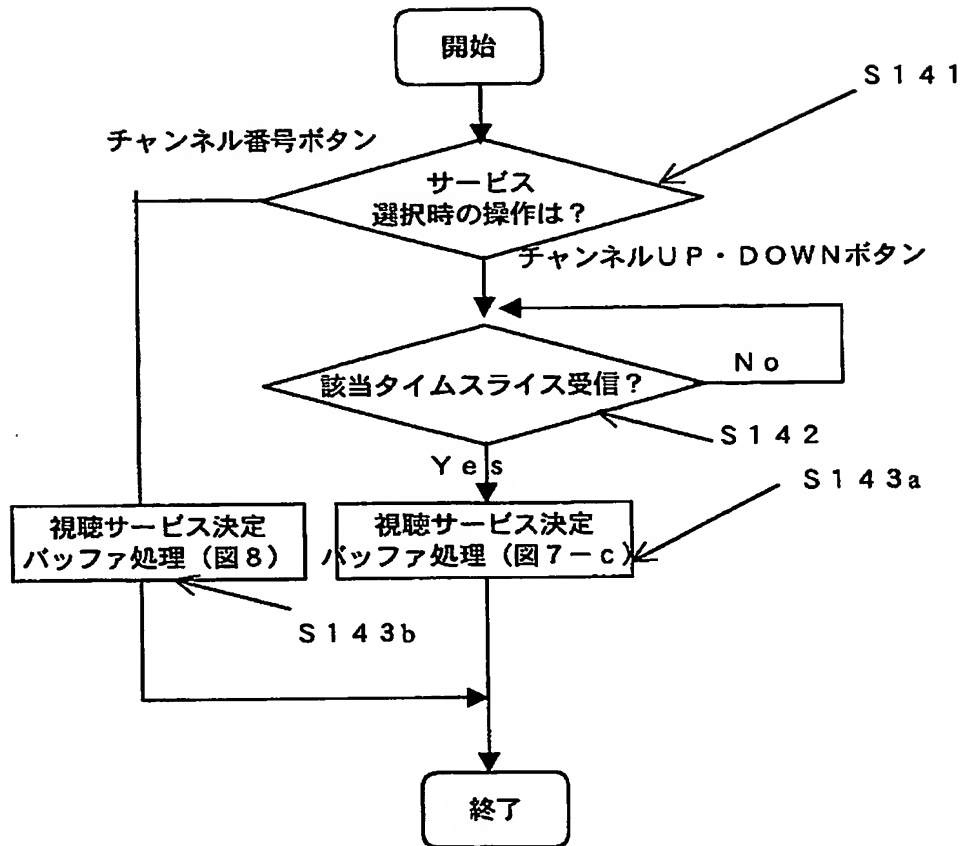 開始
S141
チャンネル番号ボタン
サービス
選択時の操作は?
チャンネルUP・DOWNボタン
該当タイムスライス受信?
No
S142
Yes
S143a
視聴サービス決定
バッファ処理(図8)
視聴サービス決定
バッファ処理(図7-c)
S143b
終了